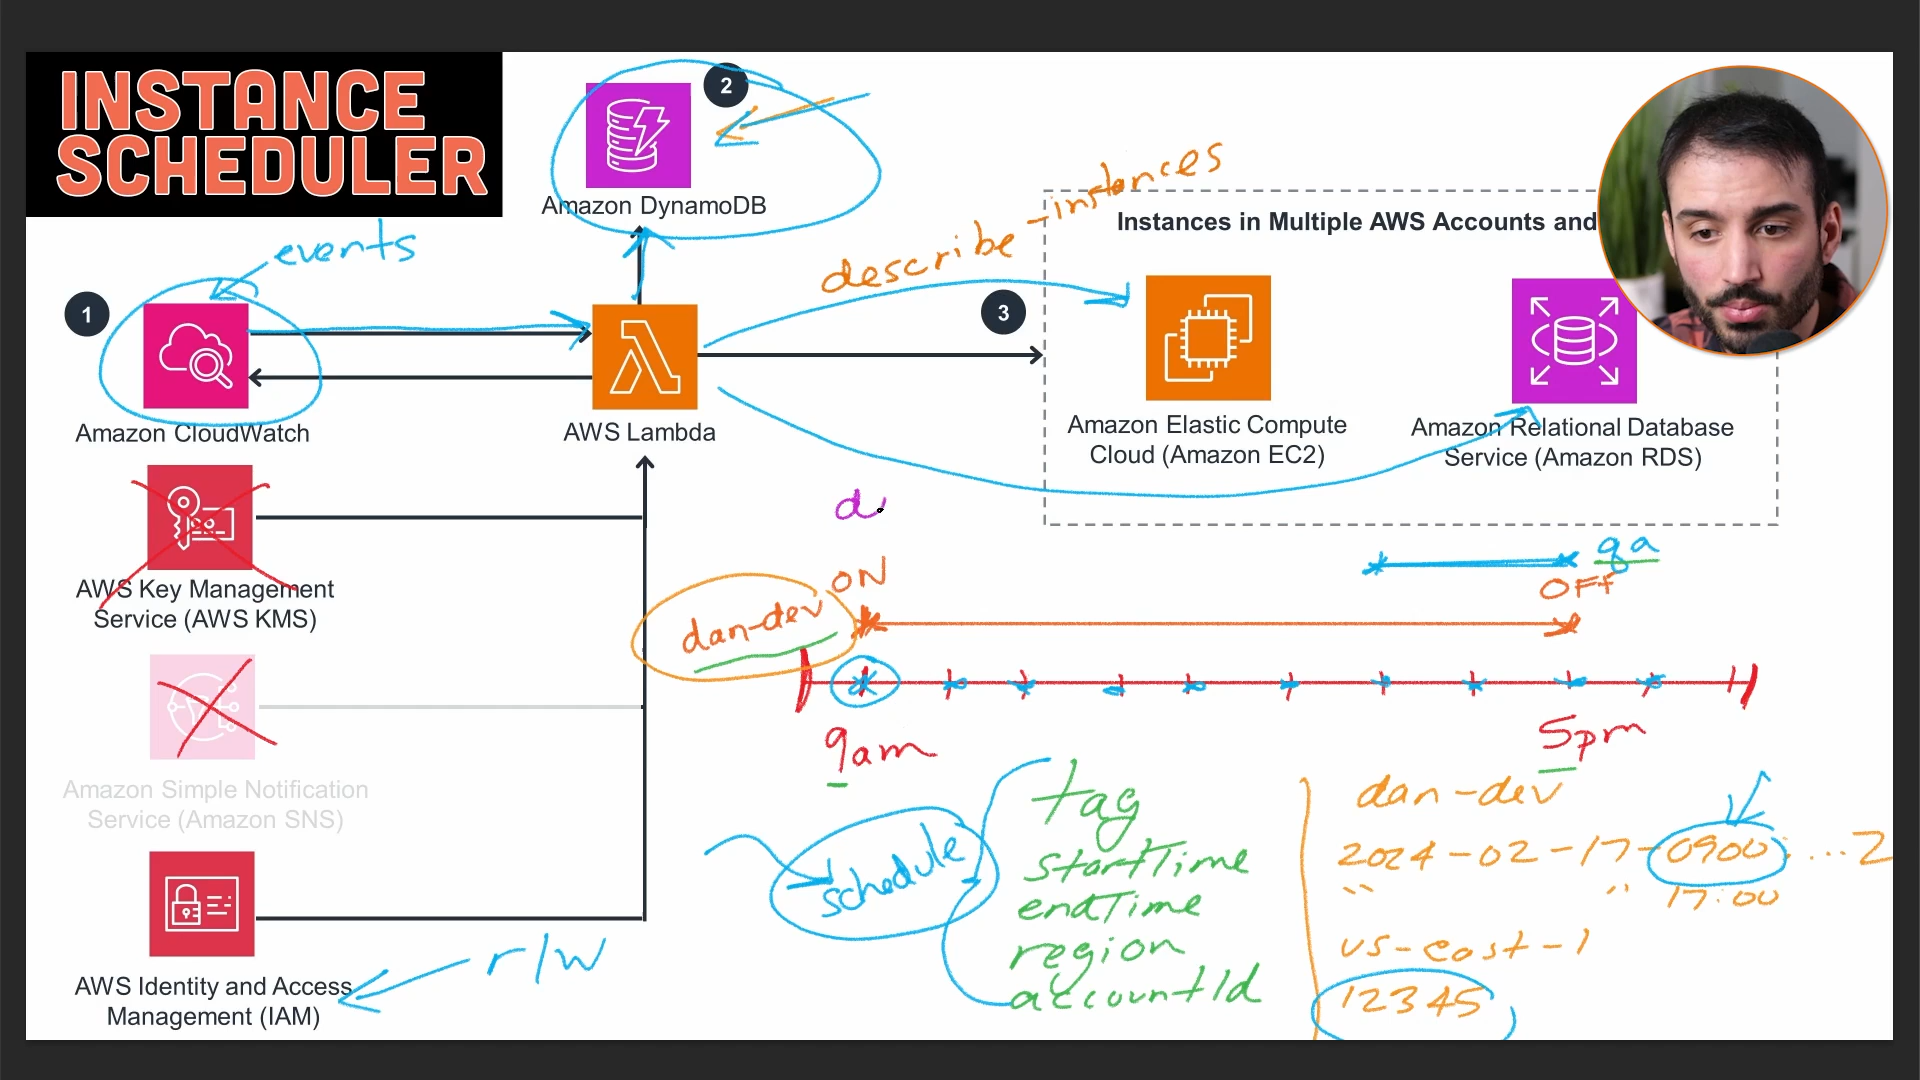 INSTANCE
SCHEDULER
2
Amazon DynamoDB
events
describe-instances
Instances in Multiple AWS Accounts and
1
3
Amazon CloudWatch
AWS Lambda
Amazon Elastic Compute
Cloud (Amazon EC2)
Amazon Relational Database
Service (Amazon RDS)
AWS Key Management
Service (AWS KMS)
d
ON
qa
OFF
dan-dev
9am
5pm
Amazon Simple Notification
Service (Amazon SNS)
schedule
tag
startTime
endTime
region
accountId
dan-dev
2024-02-17-0900:...Z
" " 17:00
us-east-1
12345
r/w
AWS Identity and Access
Management (IAM)